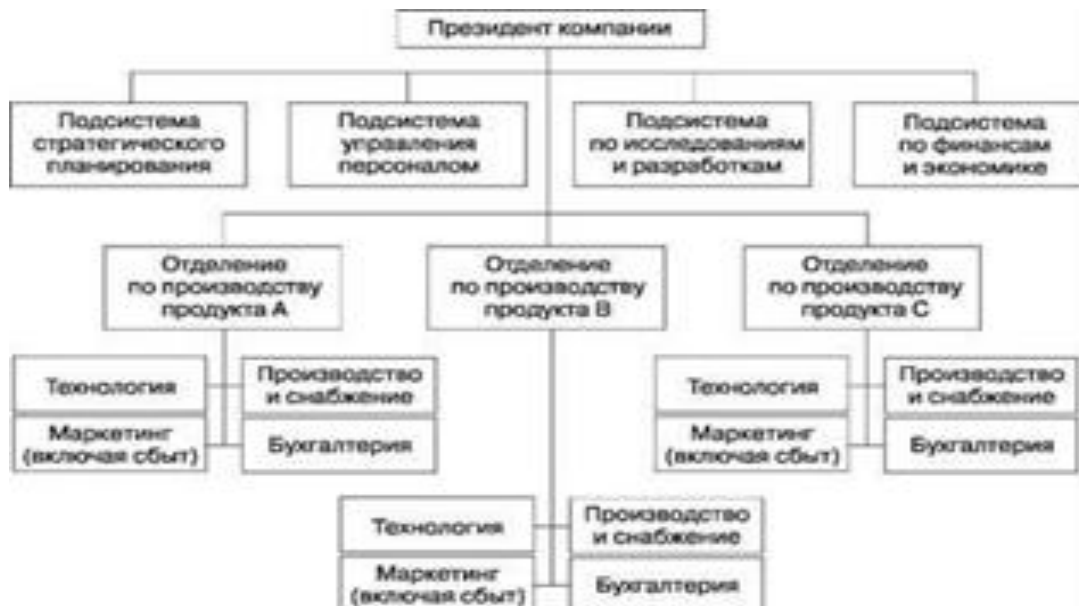 Президент компании
Подсистема
стратегического
планирования
Подсистема
управления
персоналом
Подсистема
по исследованиям
и разработкам
Подсистема
по финансам
и экономике
Отделение
по производству
продукта A
Отделение
по производству
продукта B
Отделение
по производству
продукта C
Технология
Производство
и снабжение
Маркетинг
(включая сбыт)
Бухгалтерия
Технология
Производство
и снабжение
Маркетинг
(включая сбыт)
Бухгалтерия
Технология
Производство
и снабжение
Маркетинг
(включая сбыт)
Бухгалтерия